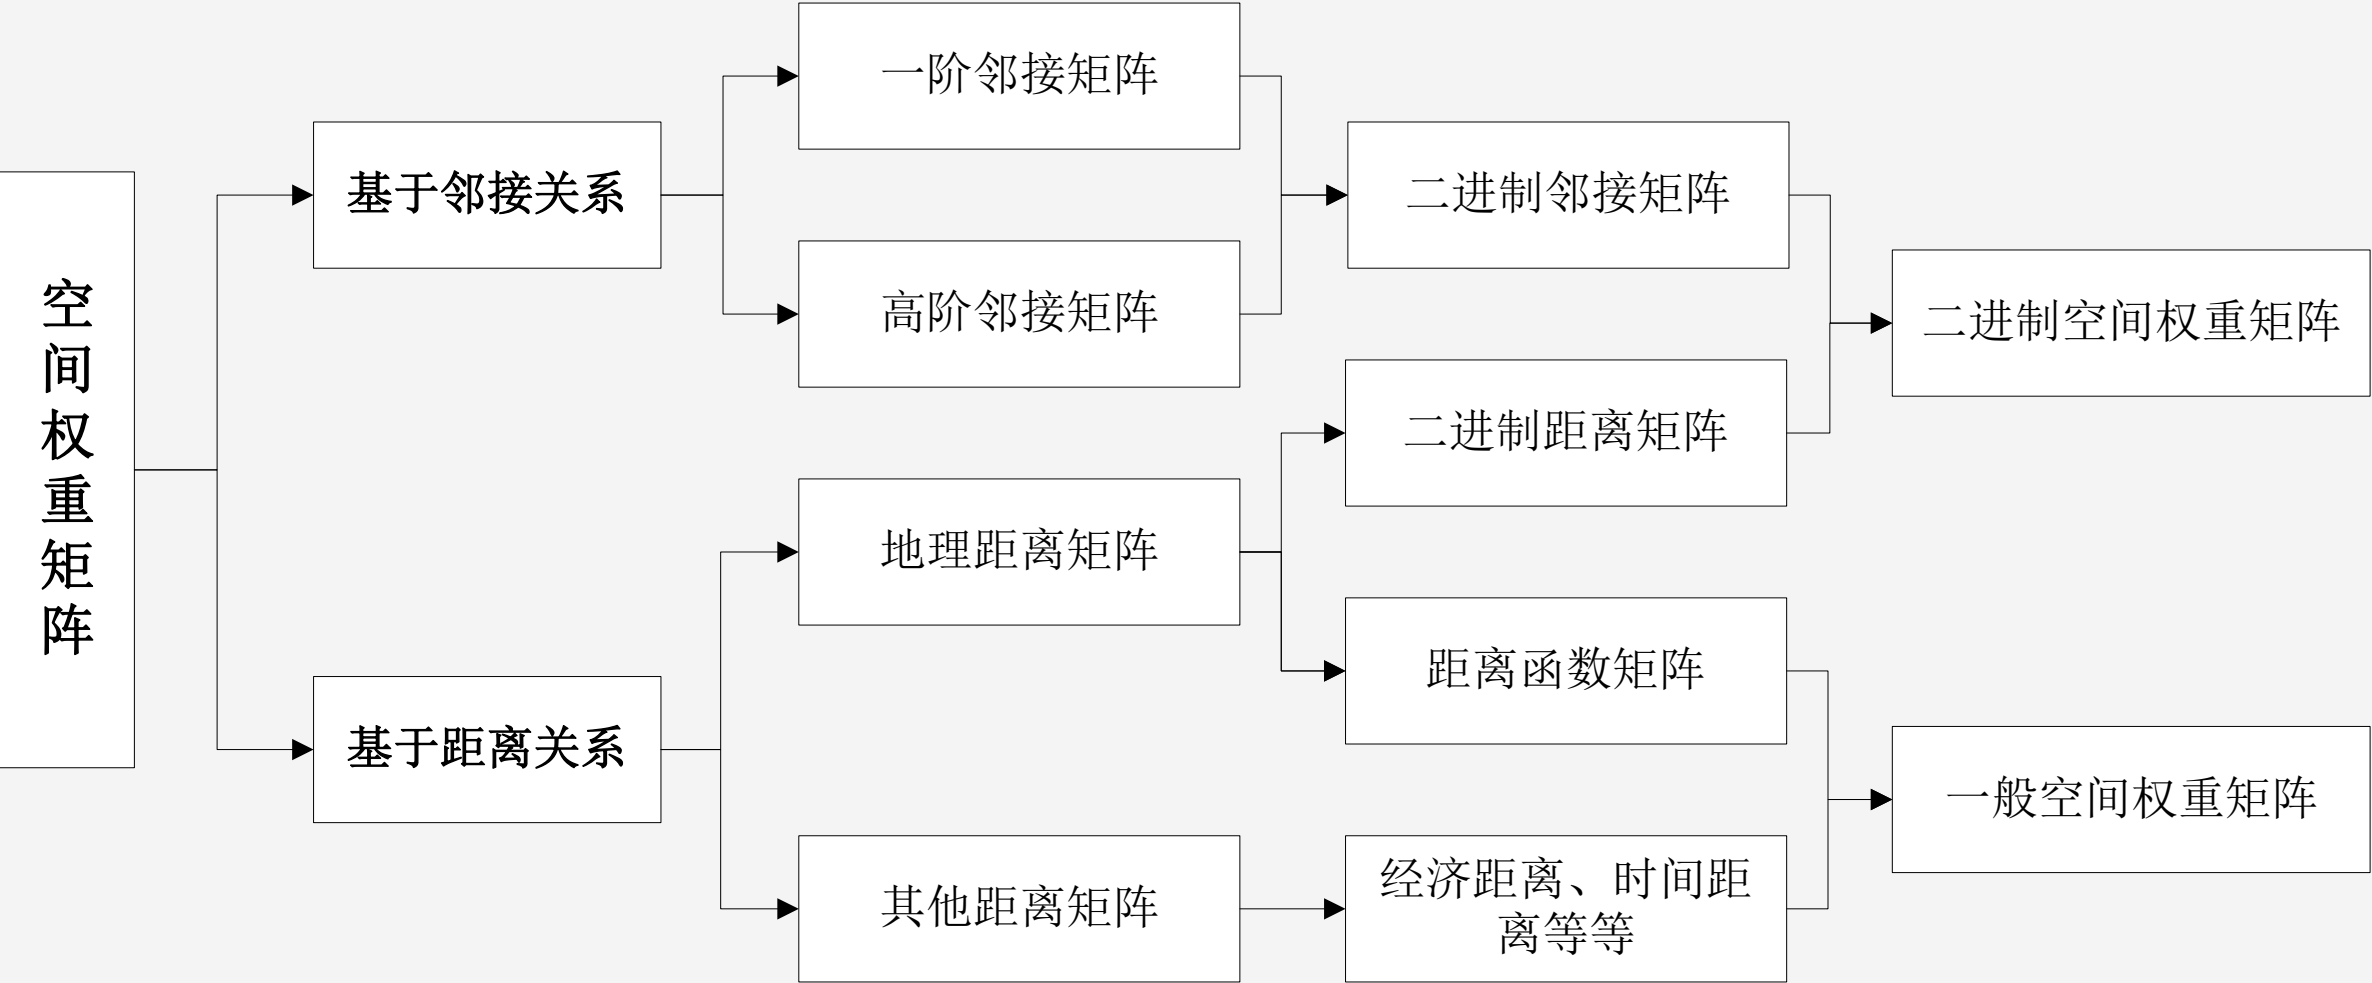 空间权重矩阵
基于邻接关系
基于距离关系
一阶邻接矩阵
高阶邻接矩阵
地理距离矩阵
其他距离矩阵
二进制邻接矩阵
二进制距离矩阵
距离函数矩阵
经济距离、时间距
离等等
二进制空间权重矩阵
一般空间权重矩阵